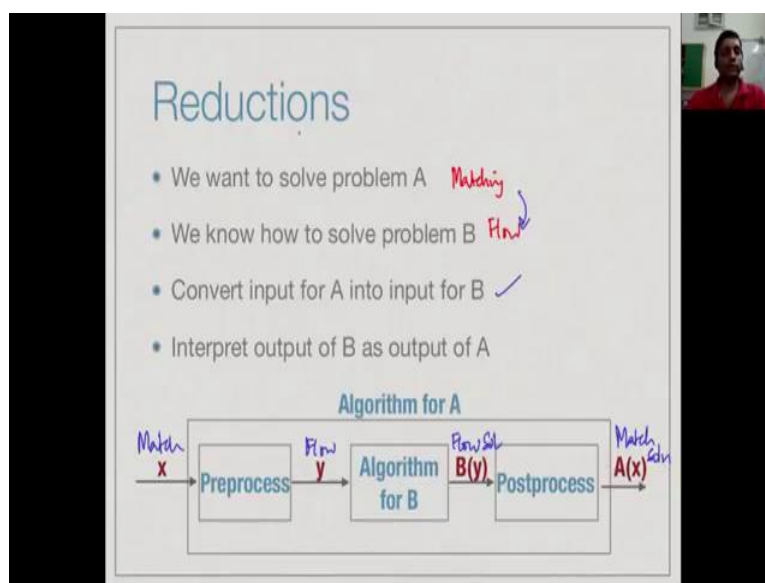 Reductions
• We want to solve problem A Matching
• We know how to solve problem B Flow
• Convert input for A into input for B ✓
• Interpret output of B as output of A
Algorithm for A
Match Flow Flow Sol Match Soln
x y B(y) A(x)
Preprocess Algorithm for B Postprocess